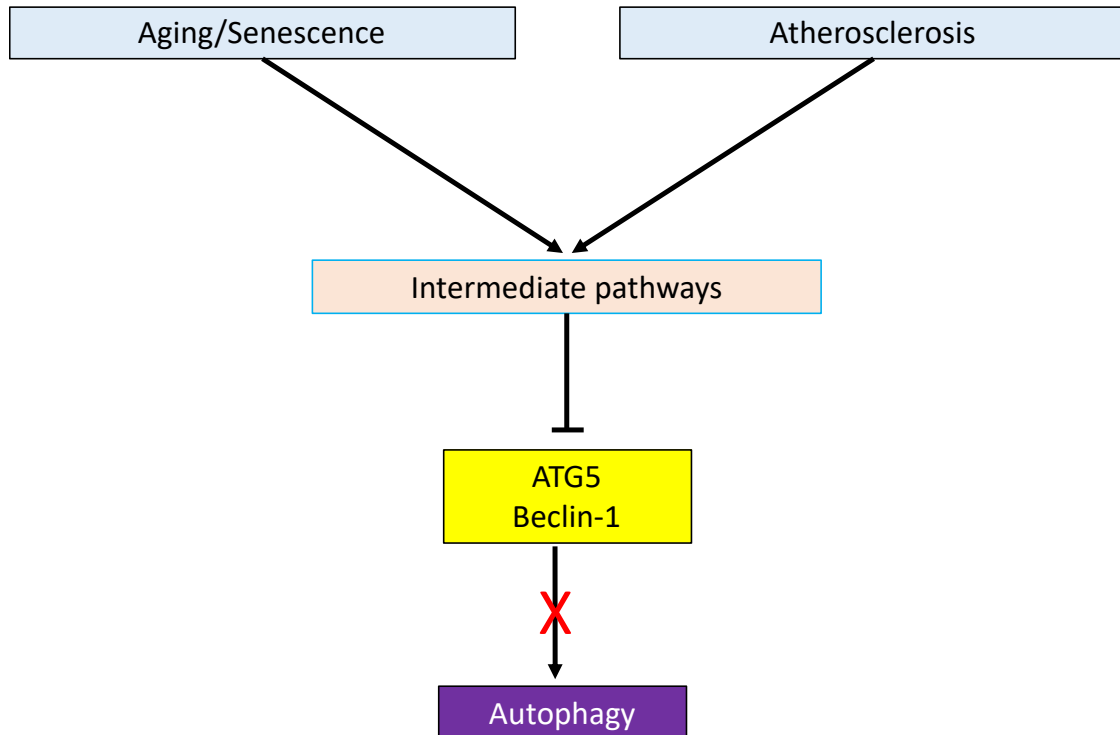 Aging/Senescence
Atherosclerosis
Intermediate pathways
ATG5
Beclin-1
X
Autophagy